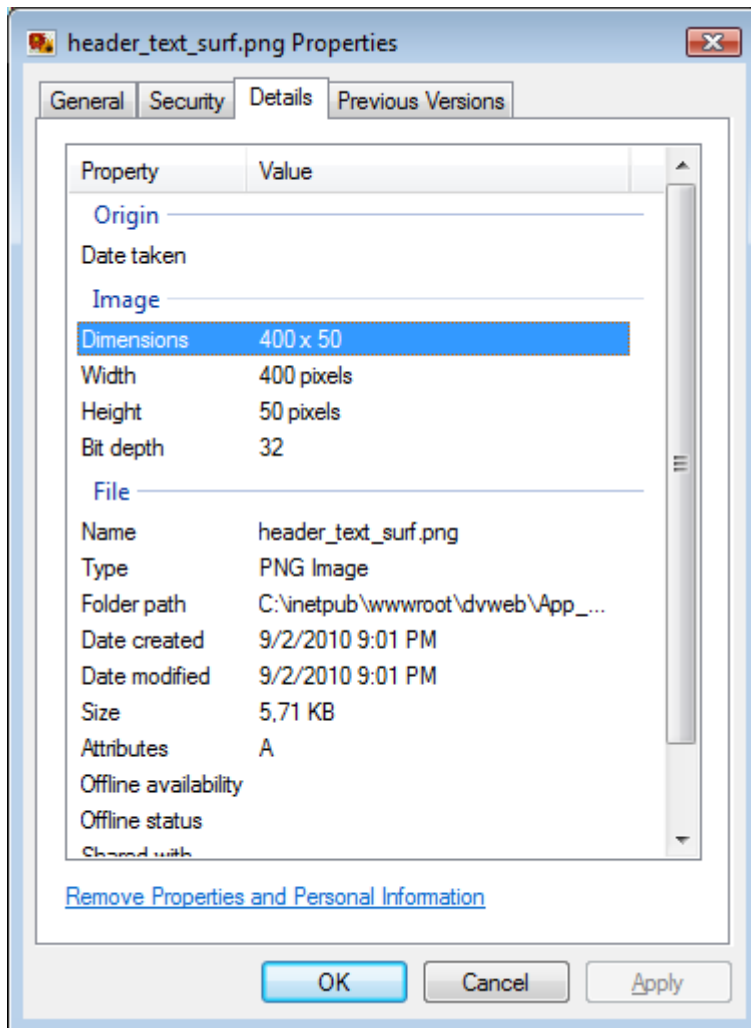 header_text_surf.png Properties
General Security Details Previous Versions
Property Value
Origin
Date taken
Image
Dimensions 400 x 50
Width 400 pixels
Height 50 pixels
Bit depth 32
File
Name header_text_surf.png
Type PNG Image
Folder path C:\inetpub\wwwroot\dvweb\App_...
Date created 9/2/2010 9:01 PM
Date modified 9/2/2010 9:01 PM
Size 5,71 KB
Attributes A
Offline availability
Offline status
Shared with
Remove Properties and Personal Information
OK Cancel Apply